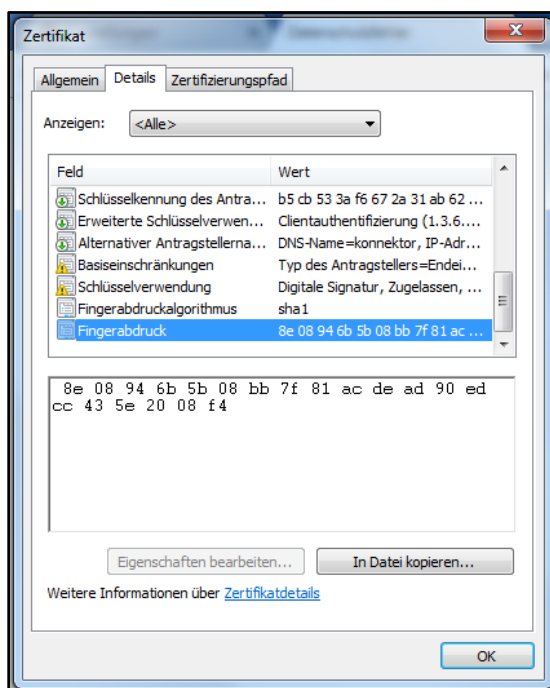 Zertifikat
Allgemein Details Zertifizierungspfad
Anzeigen: <Alle>
Feld Wert
Schlüsselkennung des Antra... b5 cb 53 3a f6 67 2a 31 ab 62 ...
Erweiterte Schlüsselverwen... Clientauthentifizierung (1.3.6....
Alternativer Antragstellerna... DNS-Name=konnektor, IP-Adr...
Basiseinschränkungen Typ des Antragstellers=Endei...
Schlüsselverwendung Digitale Signatur, Zugelassen, ...
Fingerabdruckalgorithmus sha1
Fingerabdruck 8e 08 94 6b 5b 08 bb 7f 81 ac ...
8e 08 94 6b 5b 08 bb 7f 81 ac de ad 90 ed
cc 43 5e 20 08 f4
Eigenschaften bearbeiten... In Datei kopieren...
Weitere Informationen über Zertifikatdetails
OK